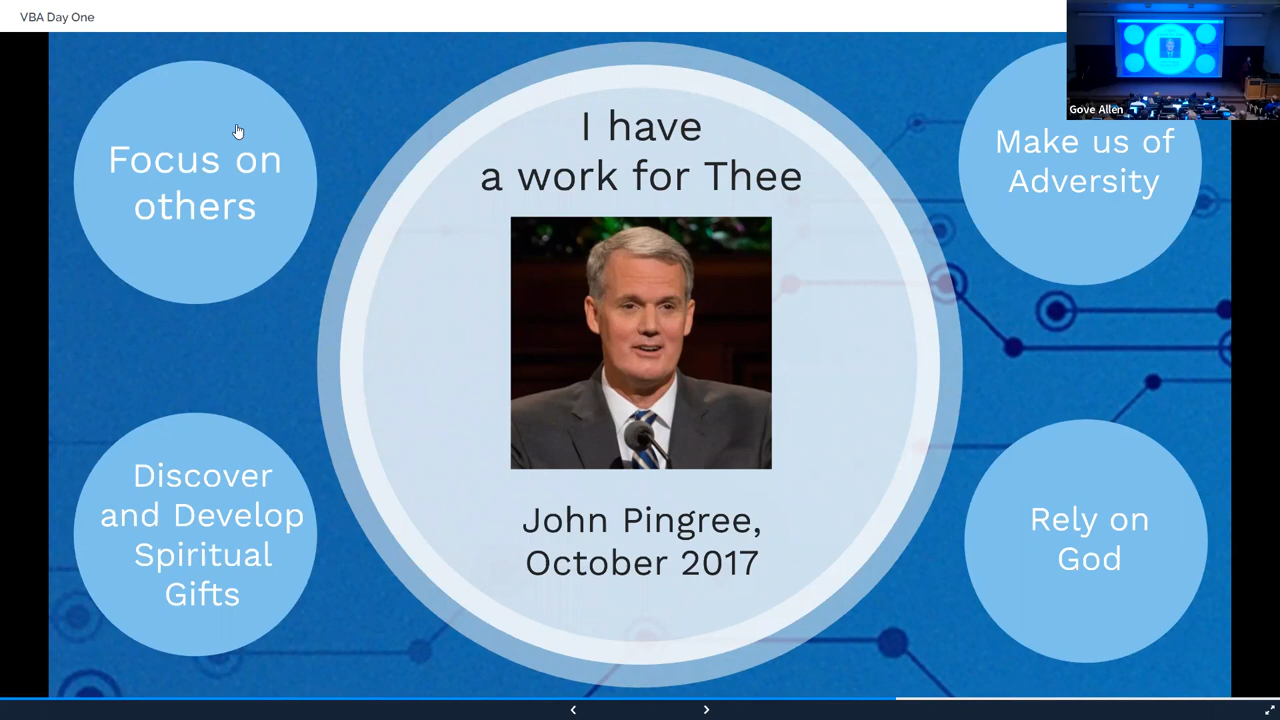 VBA Day One
Gove Allen
Focus on
others
I have
a work for Thee
Make us of
Adversity
Discover
and Develop
Spiritual
Gifts
John Pingree,
October 2017
Rely on
God